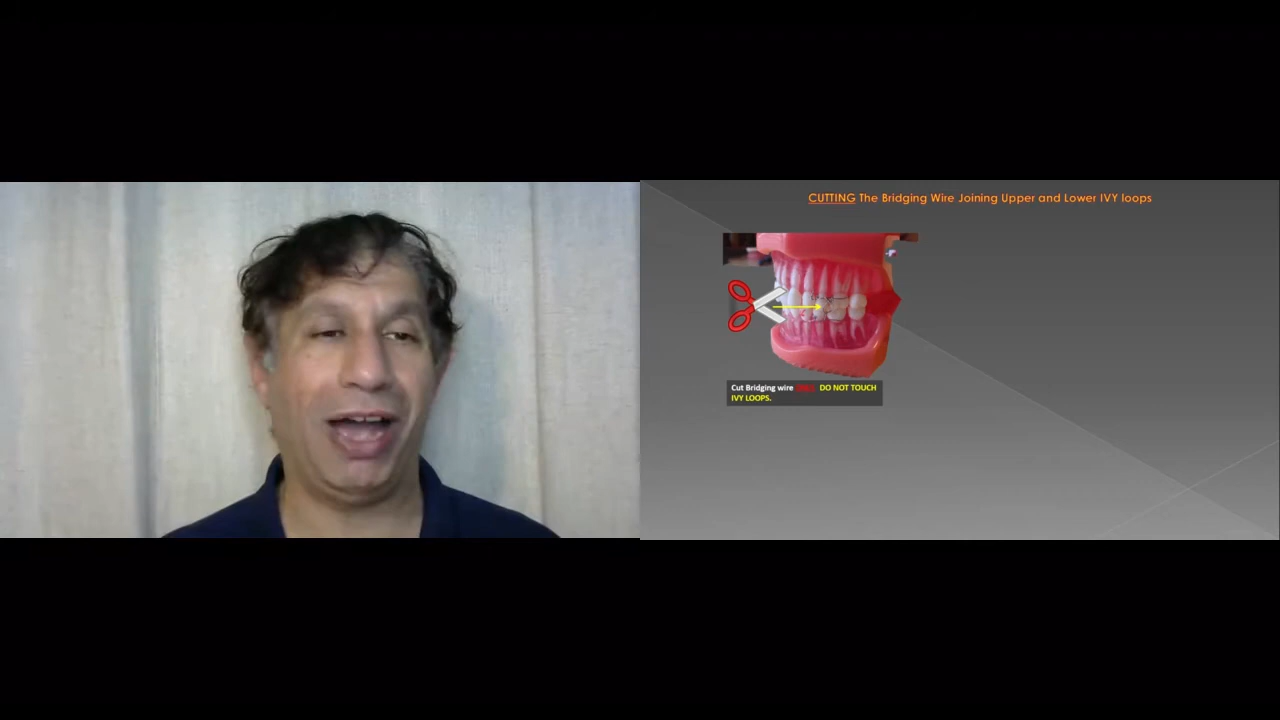 CUTTING The Bridging Wire Joining Upper and Lower IVY loops
Cut Bridging wire DO NOT TOUCH
IVY LOOPS.